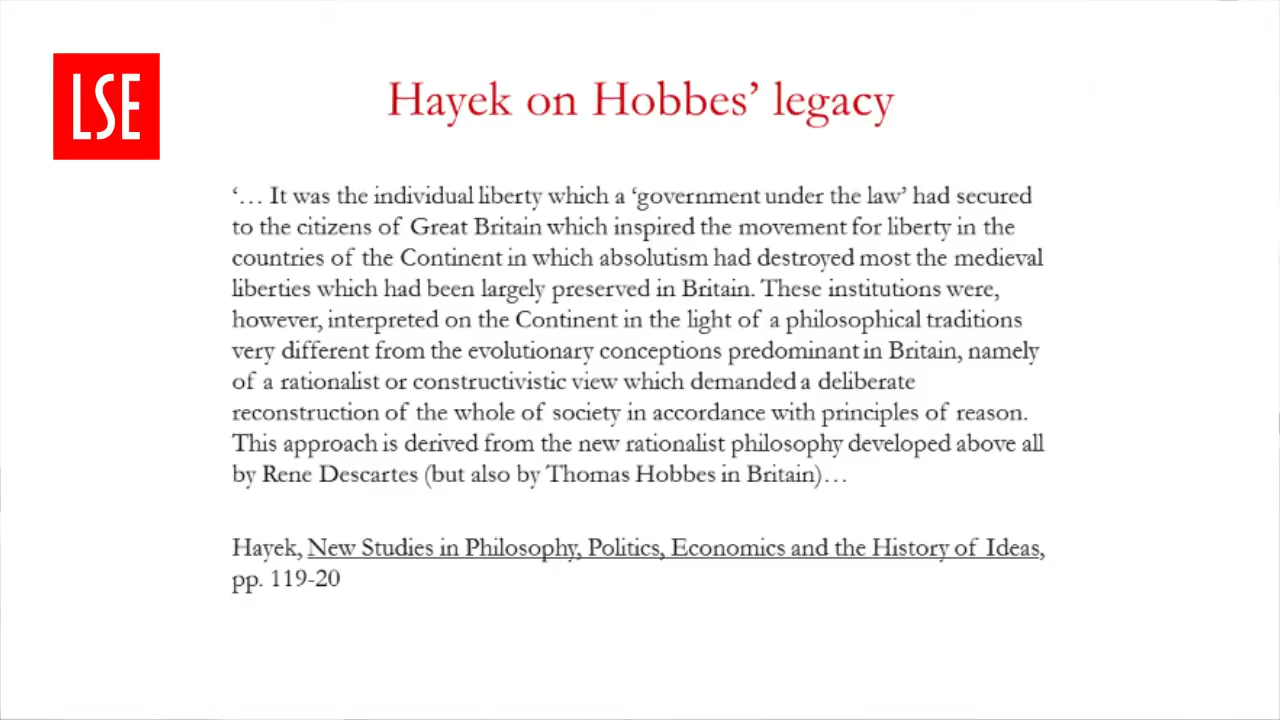 LSE
Hayek on Hobbes’ legacy
‘… It was the individual liberty which a ‘government under the law’ had secured
to the citizens of Great Britain which inspired the movement for liberty in the
countries of the Continent in which absolutism had destroyed most the medieval
liberties which had been largely preserved in Britain. These institutions were,
however, interpreted on the Continent in the light of a philosophical traditions
very different from the evolutionary conceptions predominant in Britain, namely
of a rationalist or constructivistic view which demanded a deliberate
reconstruction of the whole of society in accordance with principles of reason.
This approach is derived from the new rationalist philosophy developed above all
by Rene Descartes (but also by Thomas Hobbes in Britain)…
Hayek, New Studies in Philosophy, Politics, Economics and the History of Ideas,
pp. 119-20